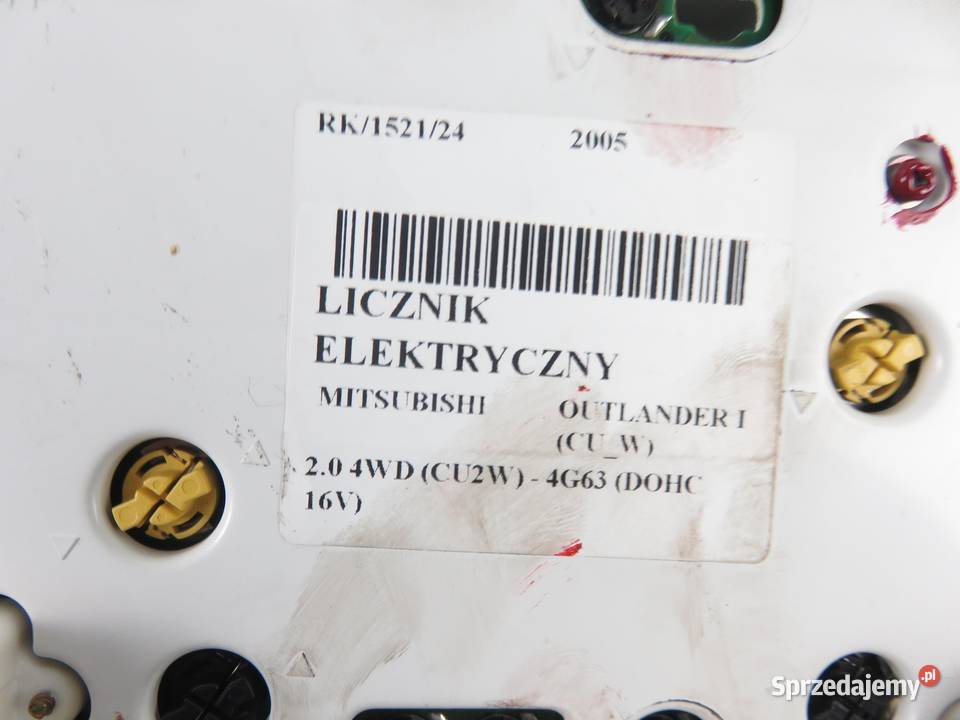 RK/1521/24 2005
LICZNIK
ELEKTRYCZNY
MITSUBISHI OUTLANDER I
(CU_W)
2.0 4WD (CU2W) - 4G63 (DOHC
16V)
Sprzedajemy.pl